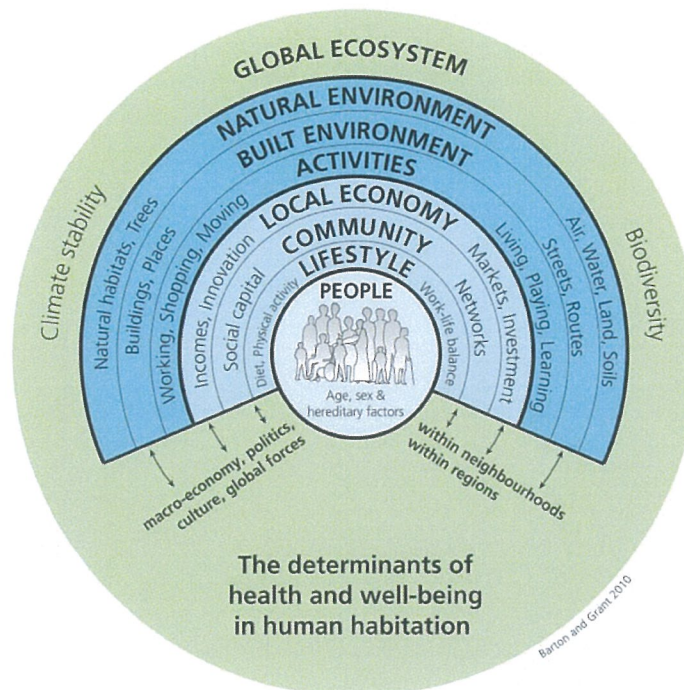 GLOBAL ECOSYSTEM
NATURAL ENVIRONMENT
BUILT ENVIRONMENT
ACTIVITIES
LOCAL ECONOMY
COMMUNITY
LIFESTYLE
PEOPLE
Age, sex &
hereditary factors
Climate stability
Natural habitats, Trees
Buildings, Places
Working, Shopping, Moving
Incomes, Innovation
Social capital
Diet, Physical activity
Work-life balance
Networks
Markets, Investment
Living, Playing, Learning
Streets, Routes
Air, Water, Land, Soils
Biodiversity
macro-economy, politics,
culture, global forces
within neighbourhoods
within regions
The determinants of
health and well-being
in human habitation
Barton and Grant 2010